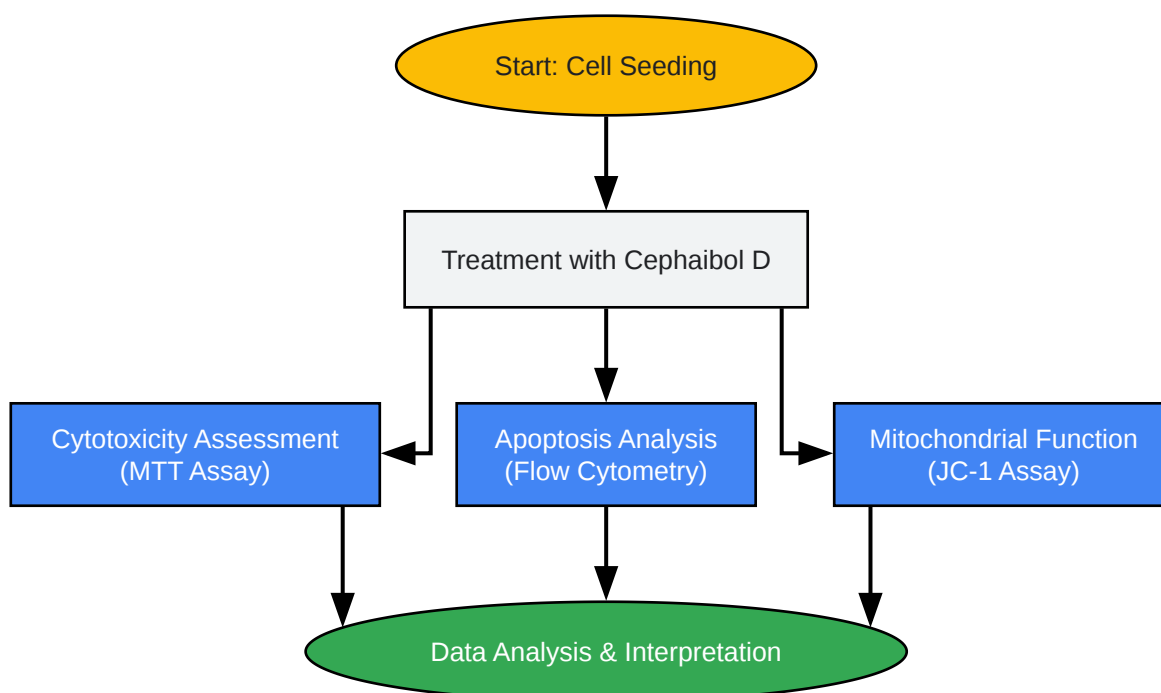 Start: Cell Seeding
Treatment with Cephaibol D
Cytotoxicity Assessment
(MTT Assay)
Apoptosis Analysis
(Flow Cytometry)
Mitochondrial Function
(JC-1 Assay)
Data Analysis & Interpretation